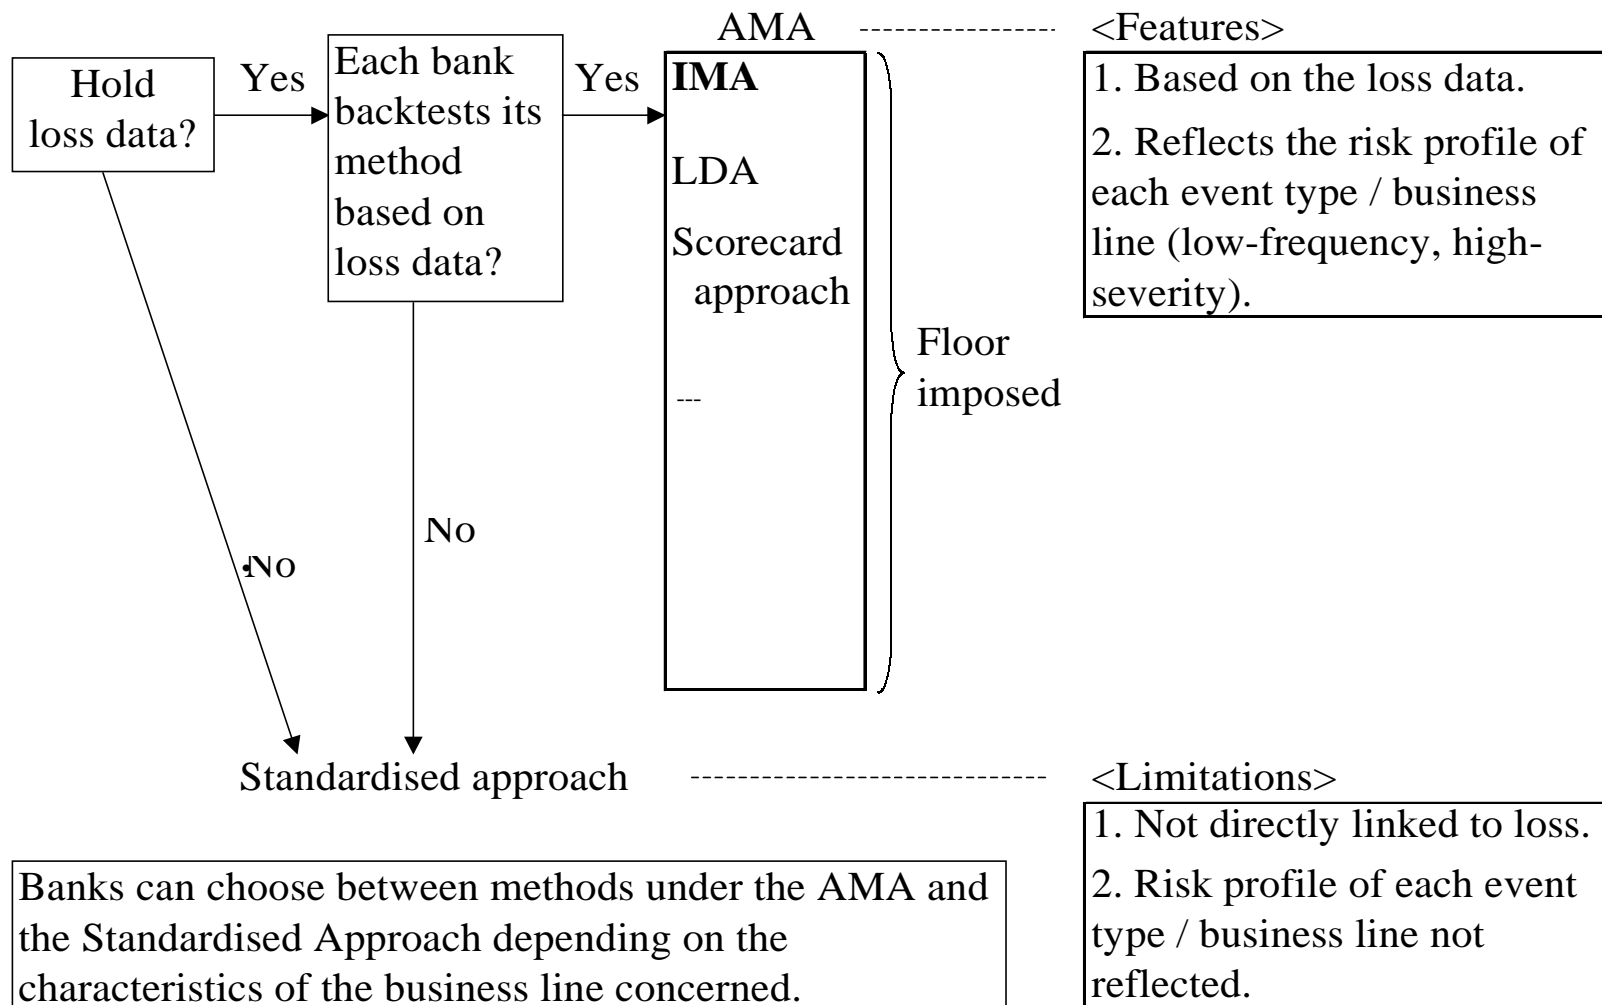 Hold
loss data?
Yes
Each bank
backtests its
method
based on
loss data?
Yes
AMA
IMA
LDA
Scorecard
approach
---
Floor
imposed
<Features>
1. Based on the loss data.
2. Reflects the risk profile of
each event type / business
line (low-frequency, high-
severity).
No
No
Standardised approach
<Limitations>
1. Not directly linked to loss.
2. Risk profile of each event
type / business line not
reflected.
Banks can choose between methods under the AMA and
the Standardised Approach depending on the
characteristics of the business line concerned.